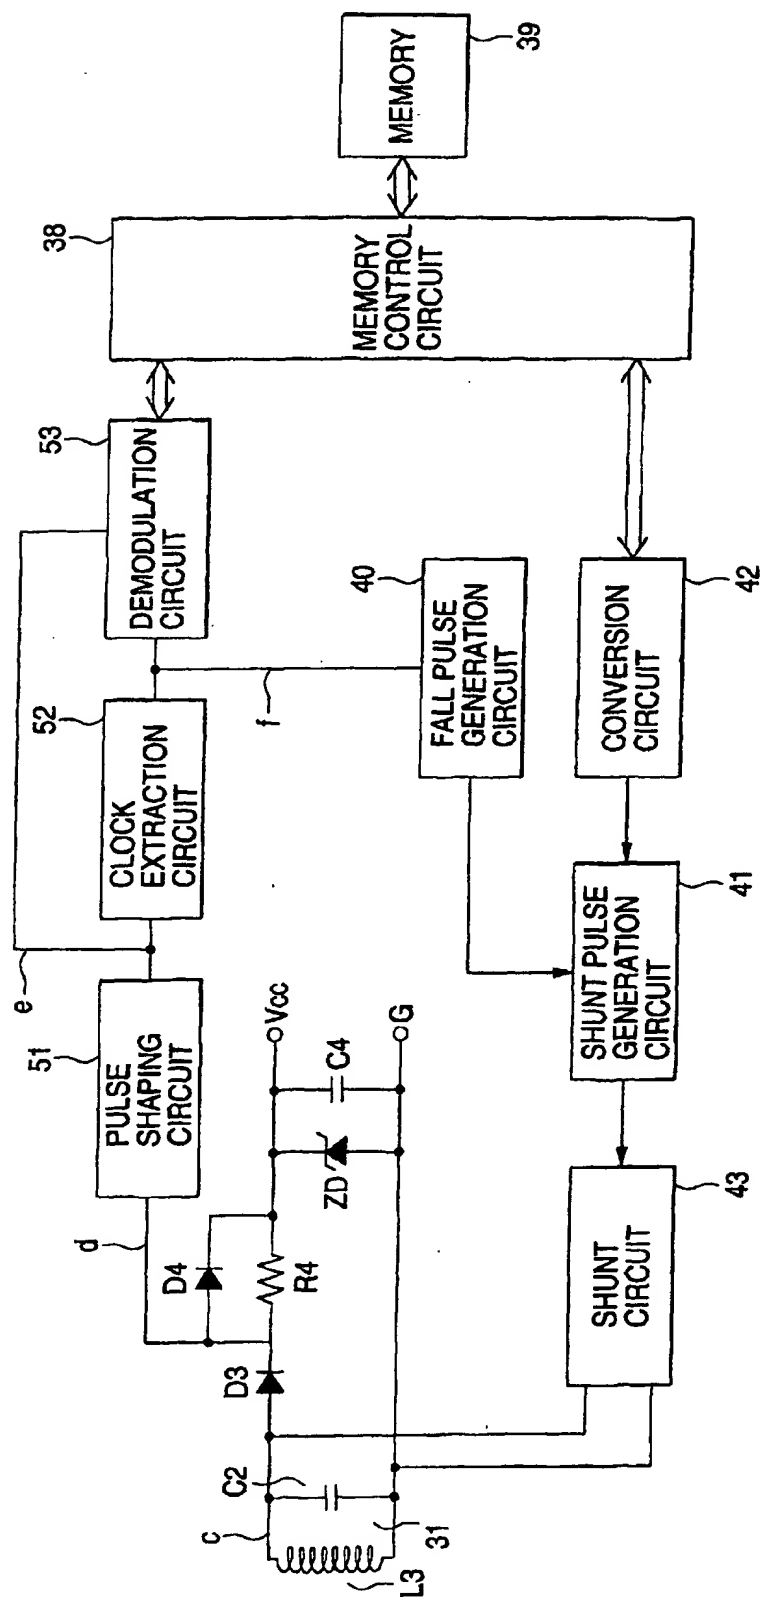 39
MEMORY
38
MEMORY
CONTROL
CIRCUIT
53
DEMODULATION
CIRCUIT
52
CLOCK
EXTRACTION
CIRCUIT
e
51
PULSE
SHAPING
CIRCUIT
d
f
40
FALL PULSE
GENERATION
CIRCUIT
42
CONVERSION
CIRCUIT
41
SHUNT PULSE
GENERATION
CIRCUIT
43
SHUNT
CIRCUIT
Vcc
G
C4
ZD
D4
R4
D3
C2
c
31
L3